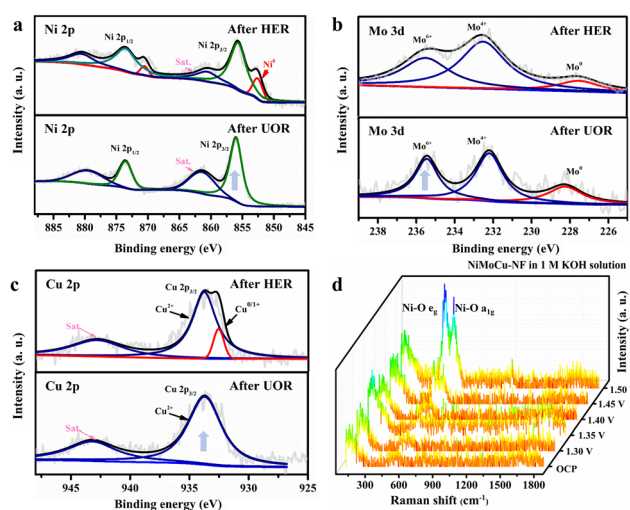 a
Ni 2p
After HER
Ni 2p1/2
Ni 2p3/2
Sat.
Ni⁰
Ni 2p
After UOR
Ni 2p1/2
Ni 2p3/2
Sat.
Intensity (a. u.)
885 880 875 870 865 860 855 850 845
Binding energy (eV)
b
Mo 3d
After HER
Mo⁶⁺
Mo⁴⁺
Mo⁰
Mo 3d
After UOR
Mo⁶⁺
Mo⁴⁺
Mo⁰
Intensity (a. u.)
238 236 234 232 230 228 226
Binding energy (eV)
c
Cu 2p
After HER
Cu 2p3/2
Cu²⁺
Cu⁰/¹⁺
Sat.
Cu 2p
After UOR
Cu 2p3/2
Cu²⁺
Sat.
Intensity (a. u.)
945 940 935 930 925
Binding energy (eV)
NiMoCu-NF in 1 M KOH solution
d
Ni-O eg
Ni-O a1g
Intensity (a. u.)
1.50
1.45 V
1.40 V
1.35 V
1.30 V
OCP
300 600 900 1200 1500 1800
Raman shift (cm⁻¹)